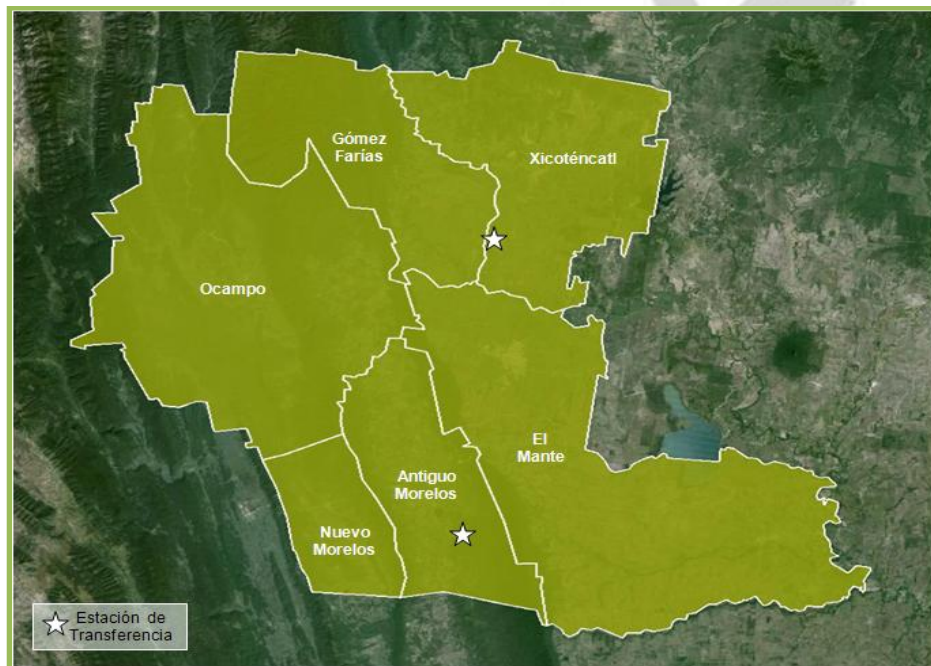 Gómez
Farías
Xicoténcatl
Ocampo
El
Mante
Antiguo
Morelos
Nuevo
Morelos
Estación de
Transferencia